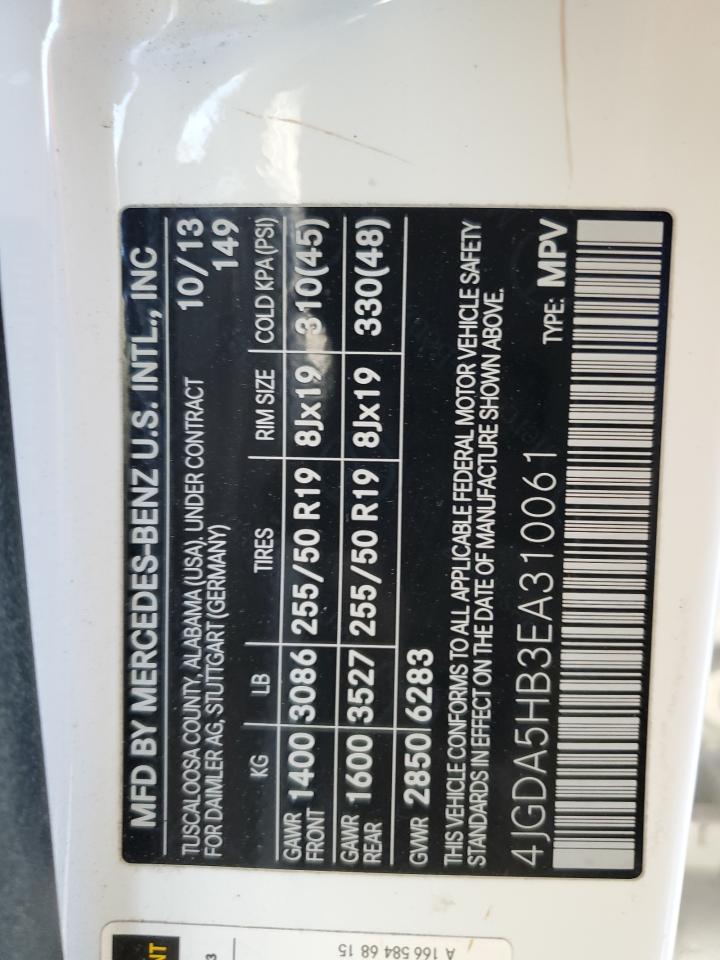 MFD BY MERCEDES-BENZ U.S. INTL., INC
TUSCALOOSA COUNTY, ALABAMA (USA), UNDER CONTRACT 10/13
FOR DAIMLER AG, STUTTGART (GERMANY) 149
KG LB TIRES RIM SIZE COLD KPA (PSI)
GAWR FRONT 1400 3086 255/50 R19 8Jx19 310(45)
GAWR REAR 1600 3527 255/50 R19 8Jx19 330(48)
GVWR 2850 6283
THIS VEHICLE CONFORMS TO ALL APPLICABLE FEDERAL MOTOR VEHICLE SAFETY
STANDARDS IN EFFECT ON THE DATE OF MANUFACTURE SHOWN ABOVE.
4JGDA5HB3EA310061 TYPE: MPV
A 166 584 68 15